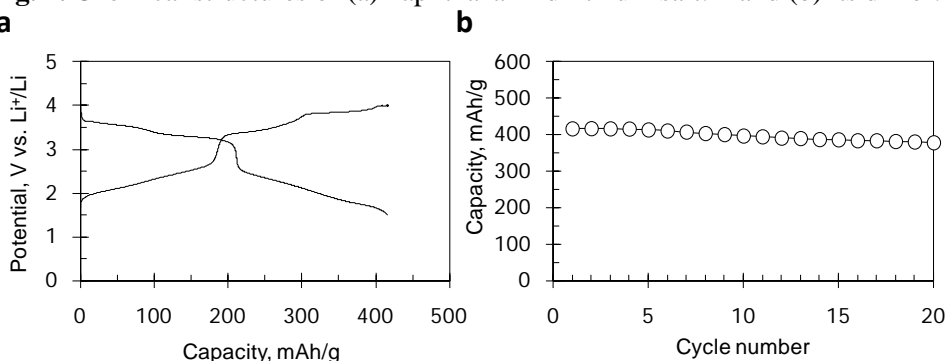 a
b
5
4
3
2
1
0
Potential, V vs. Li⁺/Li
0 100 200 300 400 500
Capacity, mAh/g
600
500
400
300
200
100
0
Capacity, mAh/g
0 5 10 15 20
Cycle number